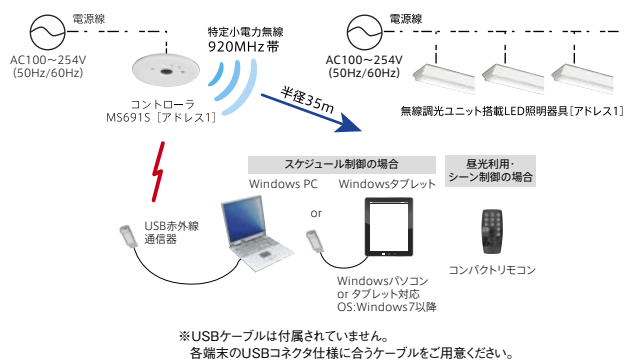 電源線
AC100～254V
(50Hz/60Hz)
コントローラ
MS691S［アドレス1］
特定小電力無線
920MHz帯
半径35m
電源線
AC100～254V
(50Hz/60Hz)
無線調光ユニット搭載LED照明器具[アドレス1]
スケジュール制御の場合
Windows PC
Windowsタブレット
昼光利用・
シーン制御の場合
USB赤外線
通信器
or
コンパクトリモコン
Windowsパソコン
or タブレット対応
OS:Windows7以降
※USBケーブルは付属されていません。
各端末のUSBコネクタ仕様に合うケーブルをご用意ください。